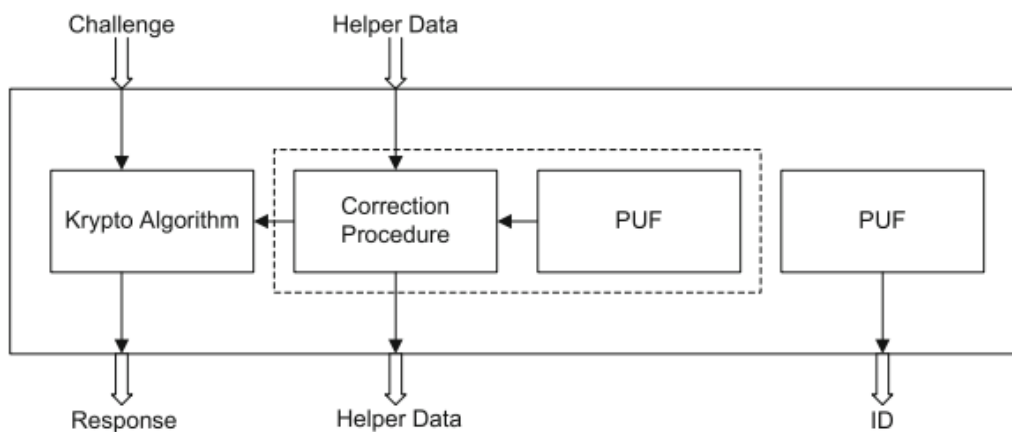 Challenge
Helper Data
Krypto Algorithm
Correction
Procedure
PUF
PUF
Response
Helper Data
ID